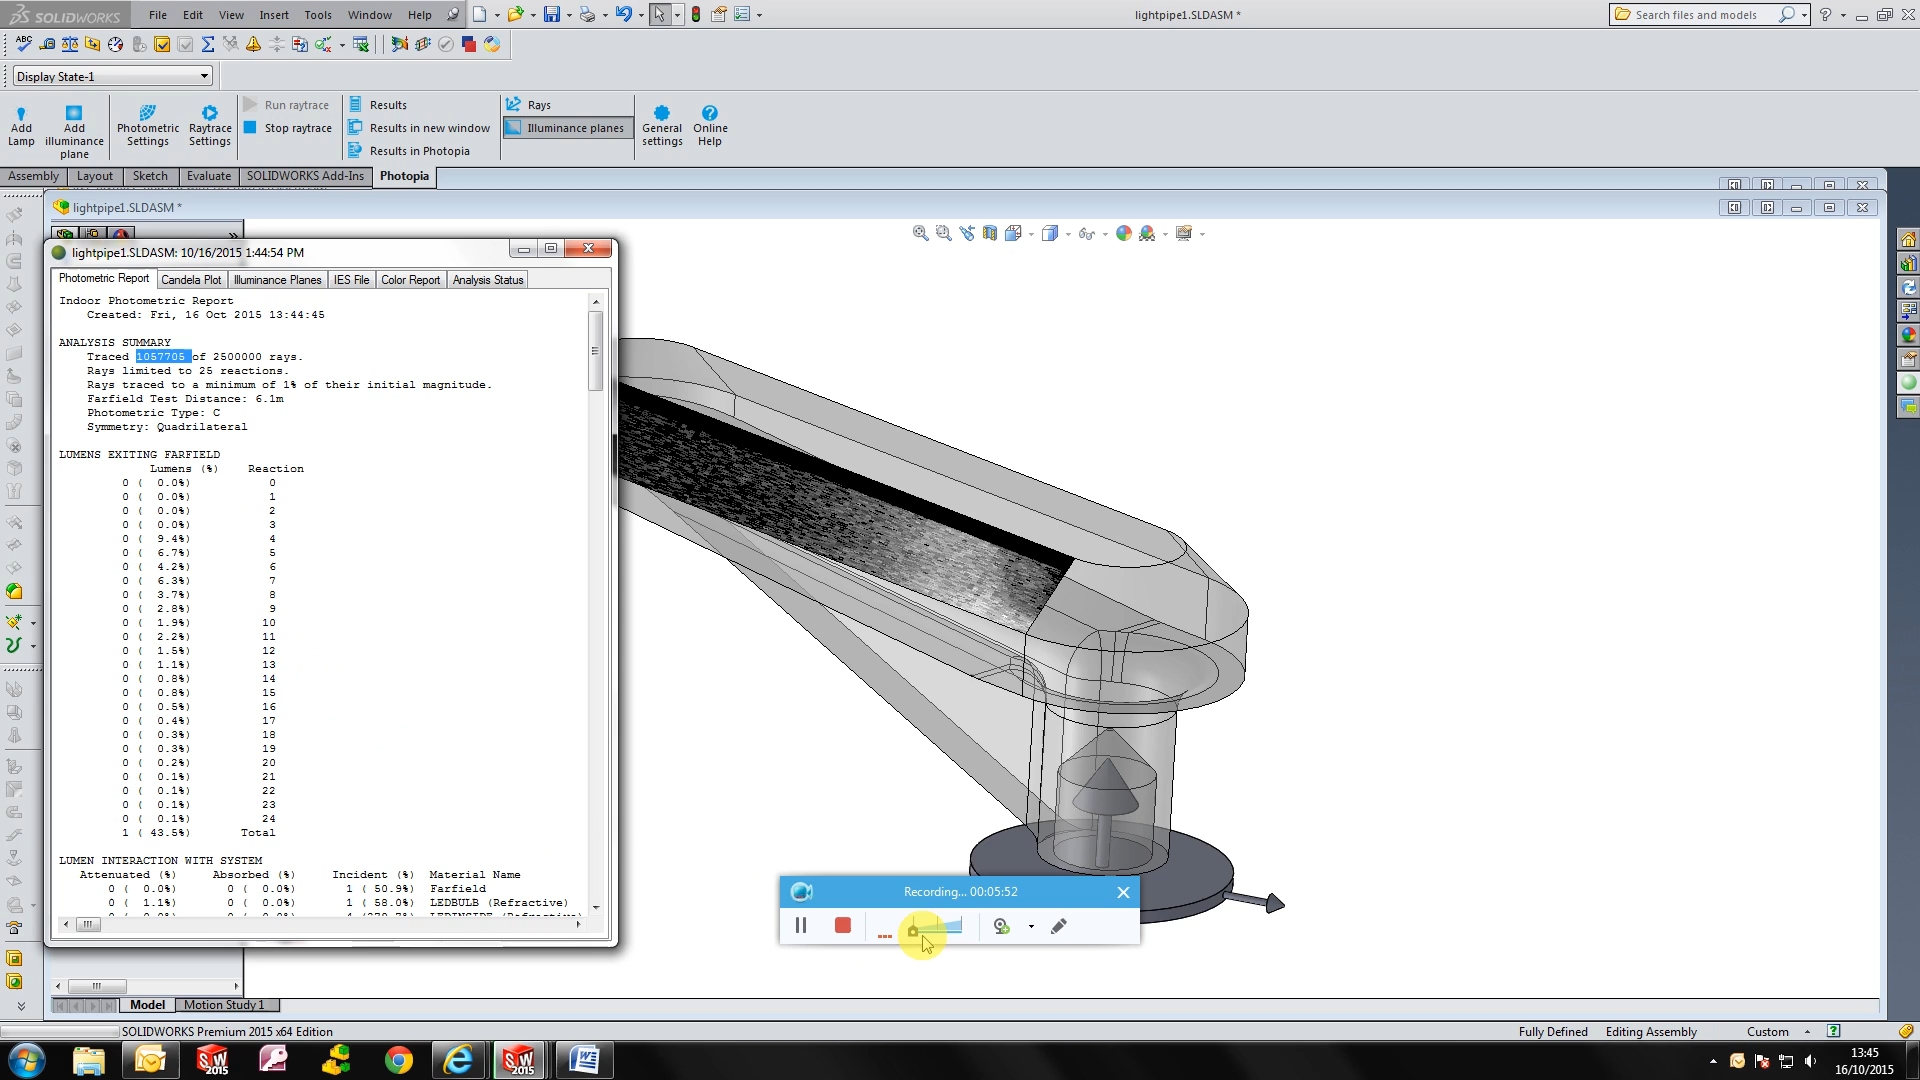 SOLIDWORKS File Edit View Insert Tools Window Help
lightpipe1.SLDASM *
Search files and models
ABC
Display State-1
Add Lamp
Add illuminance plane
Photometric Settings
Raytrace Settings
Run raytrace
Stop raytrace
Results
Results in new window
Results in Photopia
Rays
Illuminance planes
General settings
Online Help
Assembly Layout Sketch Evaluate SOLIDWORKS Add-Ins Photopia
lightpipe1.SLDASM *
lightpipe1.SLDASM: 10/16/2015 1:44:54 PM
Photometric Report Candela Plot Illuminance Planes IES File Color Report Analysis Status
Indoor Photometric Report
Created: Fri, 16 Oct 2015 13:44:45
ANALYSIS SUMMARY
Traced 1057705 of 2500000 rays.
Rays limited to 25 reactions.
Rays traced to a minimum of 1% of their initial magnitude.
Farfield Test Distance: 6.1m
Photometric Type: C
Symmetry: Quadrilateral
LUMENS EXITING FARFIELD
Lumens (%) Reaction
0 ( 0.0%) 0
0 ( 0.0%) 1
0 ( 0.0%) 2
0 ( 0.0%) 3
0 ( 9.4%) 4
0 ( 6.7%) 5
0 ( 4.2%) 6
0 ( 6.3%) 7
0 ( 3.7%) 8
0 ( 2.8%) 9
0 ( 1.9%) 10
0 ( 2.2%) 11
0 ( 1.5%) 12
0 ( 1.1%) 13
0 ( 0.8%) 14
0 ( 0.8%) 15
0 ( 0.5%) 16
0 ( 0.4%) 17
0 ( 0.3%) 18
0 ( 0.3%) 19
0 ( 0.2%) 20
0 ( 0.1%) 21
0 ( 0.1%) 22
0 ( 0.1%) 23
0 ( 0.1%) 24
1 ( 43.5%) Total
LUMEN INTERACTION WITH SYSTEM
Attenuated (%) Absorbed (%) Incident (%) Material Name
0 ( 0.0%) 0 ( 0.0%) 1 ( 50.9%) Farfield
0 ( 1.1%) 0 ( 0.0%) 1 ( 58.0%) LEDBULB (Refractive)
Recording... 00:05:52
Model Motion Study 1
SOLIDWORKS Premium 2015 x64 Edition
Fully Defined Editing Assembly Custom
SW 2015
SW 2015
13:45
16/10/2015